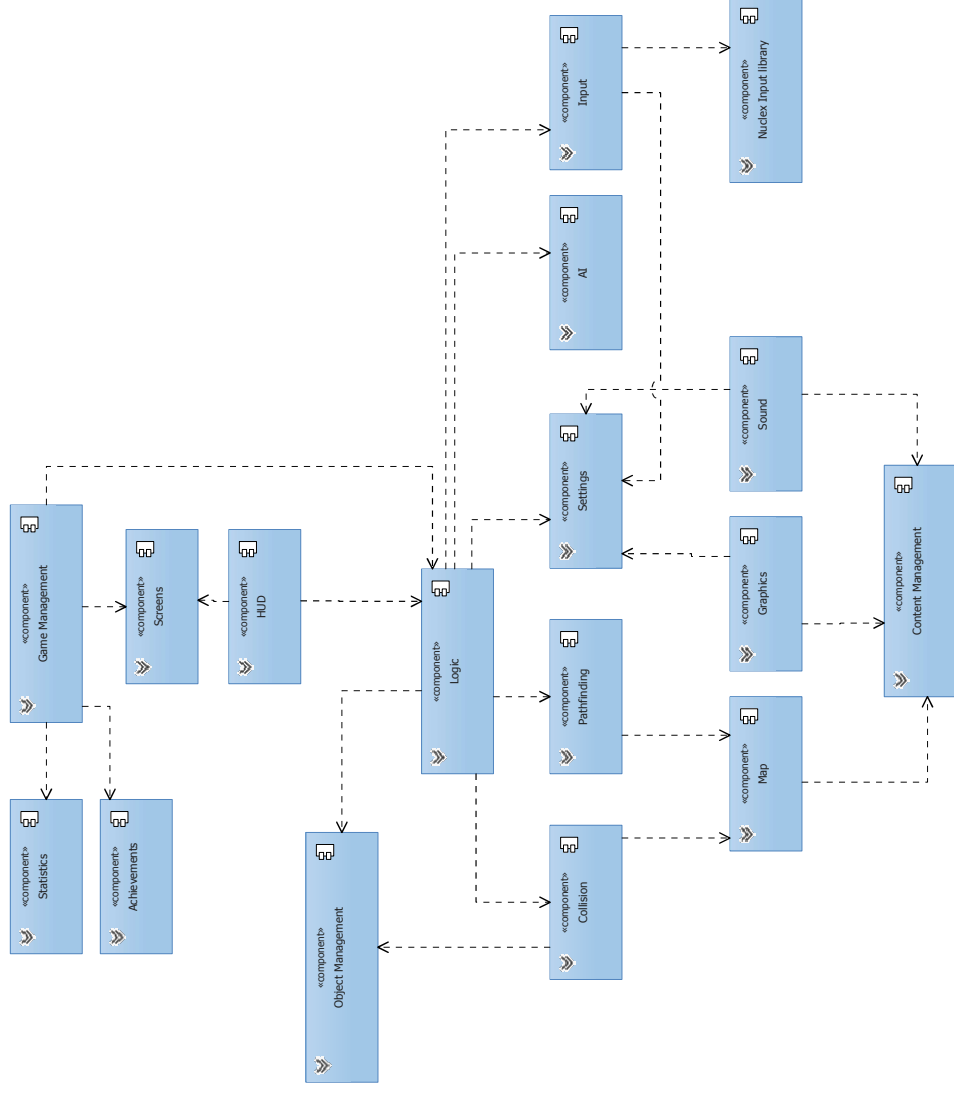 «component»
Statistics
«component»
Achievements
«component»
Game Management
«component»
Screens
«component»
HUD
«component»
Object Management
«component»
Logic
«component»
Collision
«component»
Pathfinding
«component»
Settings
«component»
AI
«component»
Input
«component»
Map
«component»
Graphics
«component»
Sound
«component»
Nuclex Input library
«component»
Content Management